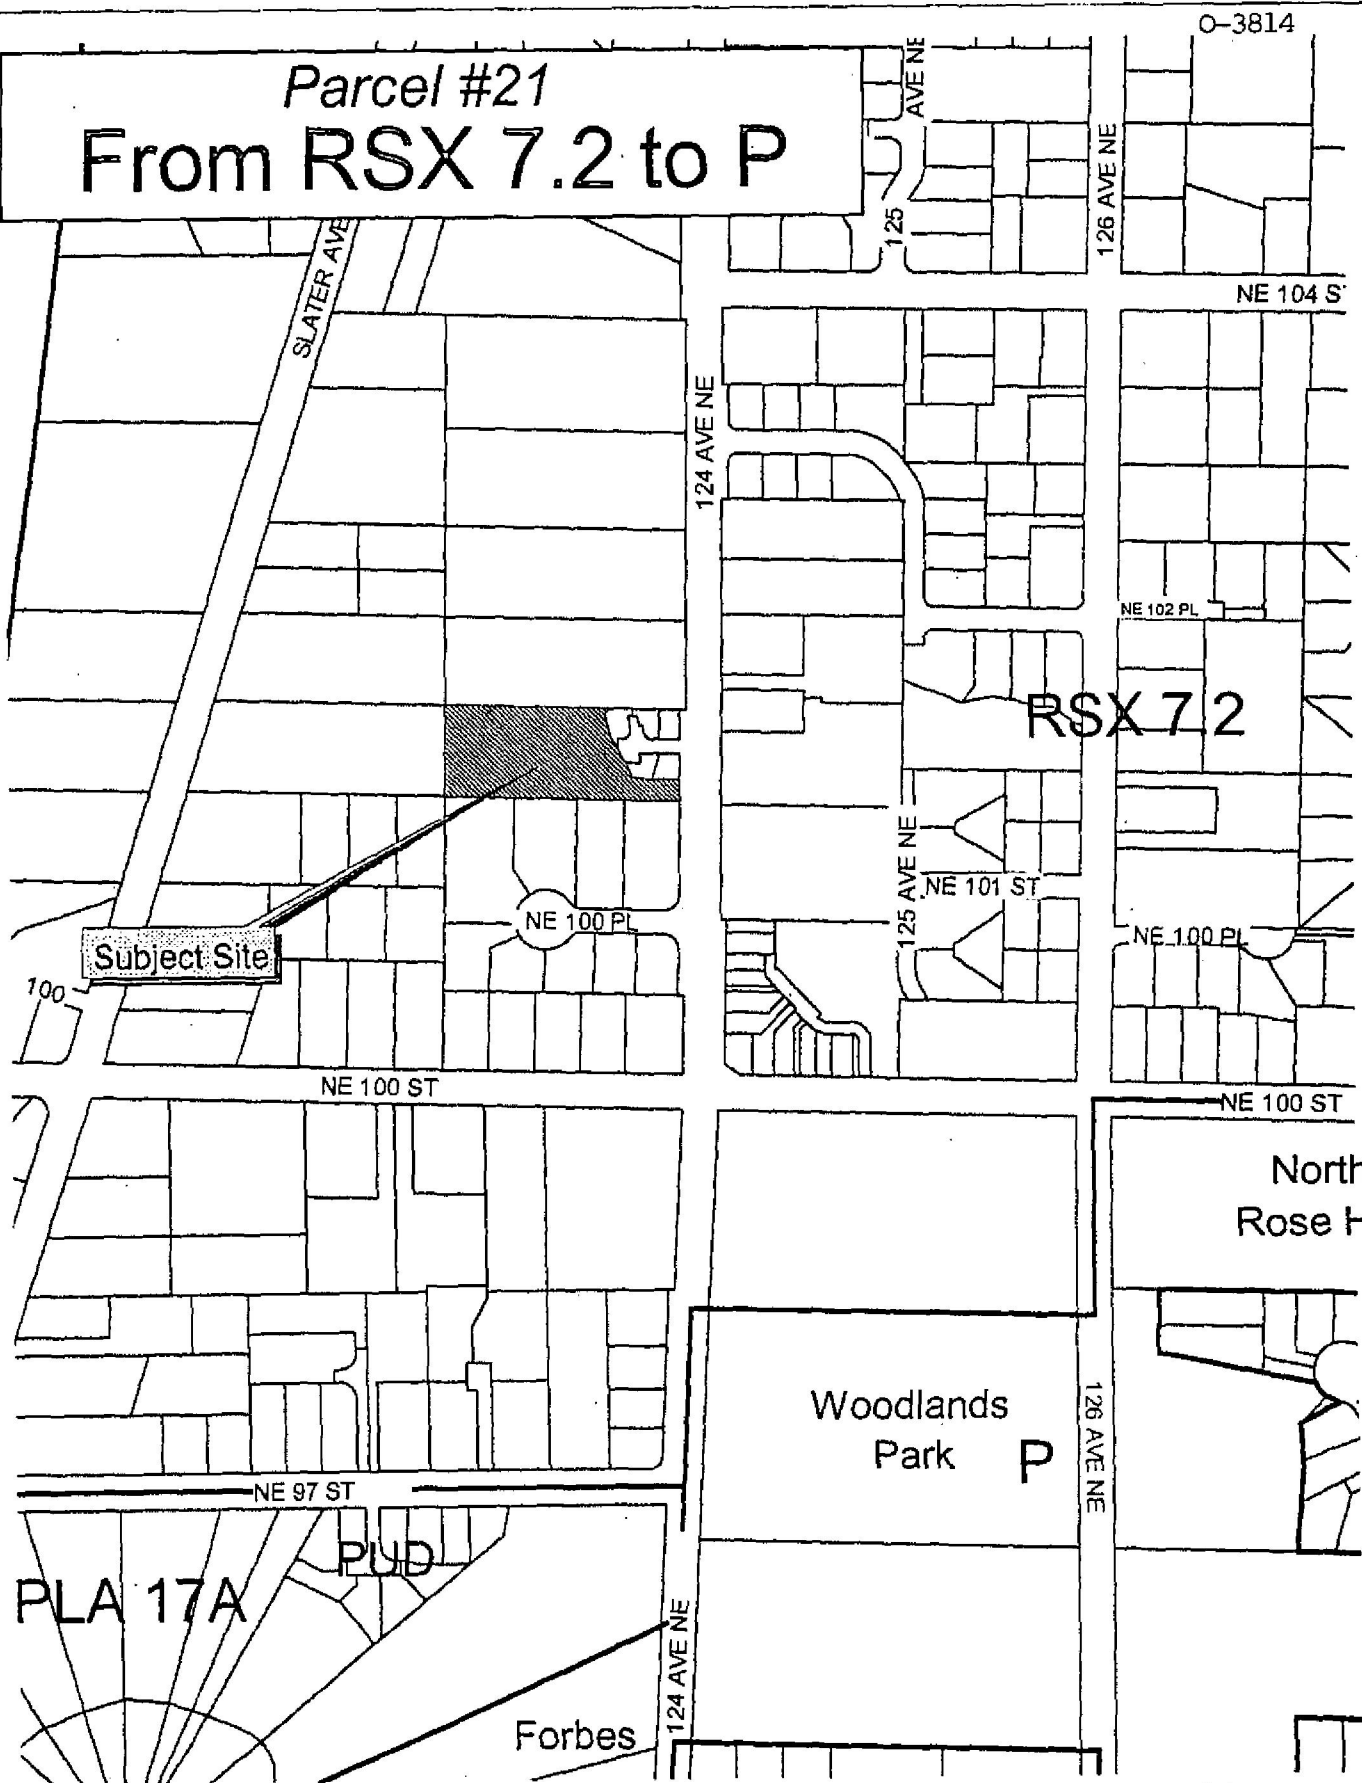 O-3814
Parcel #21
From RSX 7.2 to P
AVE NE
125
126 AVE NE
NE 104 S
SLATER AVE
124 AVE NE
NE 102 PL
RSX 7.2
125 AVE NE
NE 101 ST
NE 100 PL
NE 100 PL
Subject Site
100
NE 100 ST
NE 100 ST
North
Rose H
Woodlands
Park
P
126 AVE NE
NE 97 ST
PUD
PLA 17A
124 AVE NE
Forbes